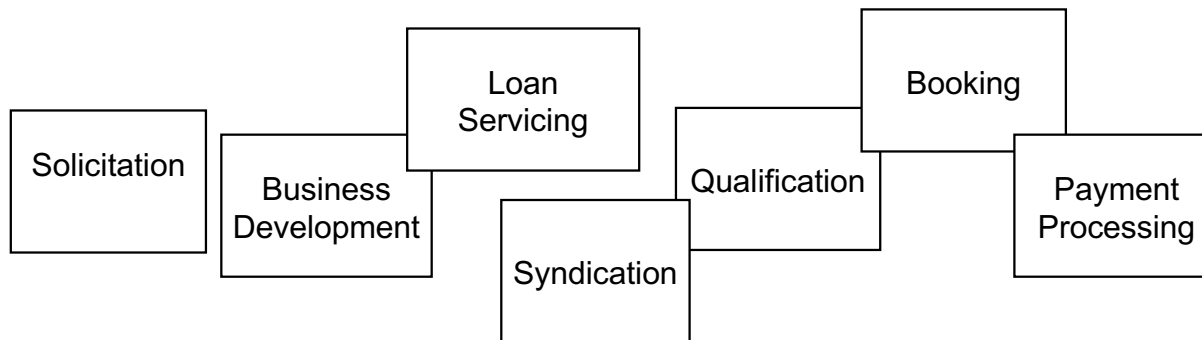 Solicitation
Business
Development
Loan
Servicing
Syndication
Qualification
Booking
Payment
Processing